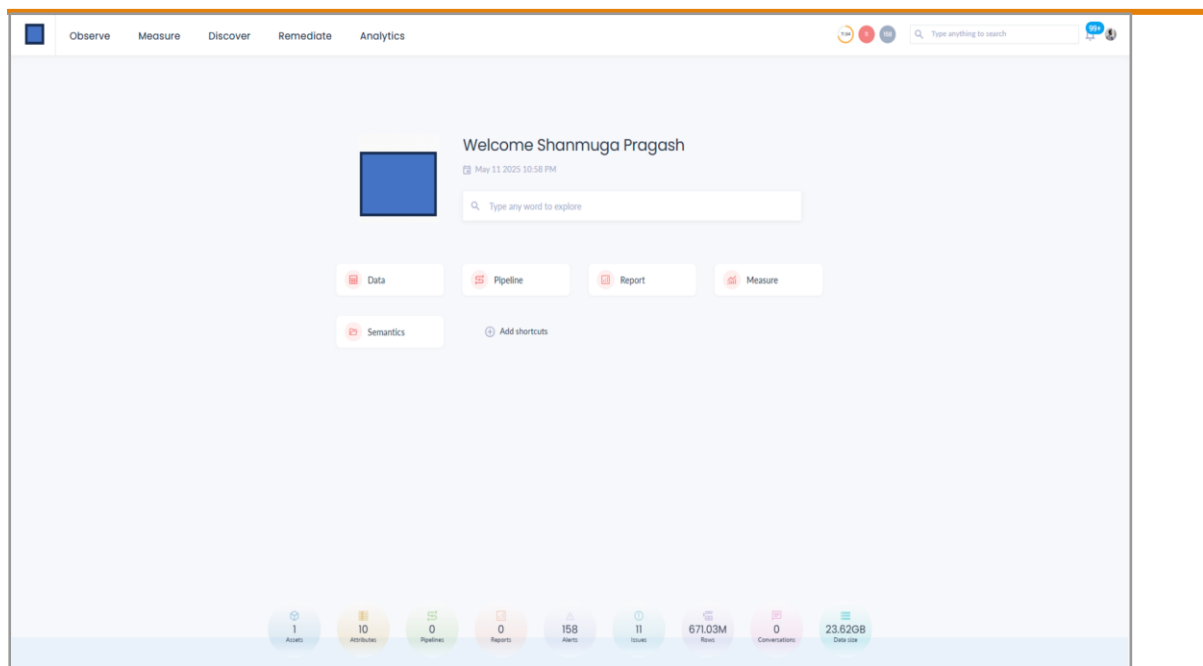 Observe Measure Discover Remediate Analytics
Type anything to search
99+
Welcome Shanmuga Pragash
May 11 2025 10:58 PM
Type any word to explore
Data Pipeline Report Measure
Semantics Add shortcuts
1 10 0 0 158 11 671.03M 0 23.62GB
Assets Attributes Pipelines Reports Alerts Issues Rows Conversations Data size